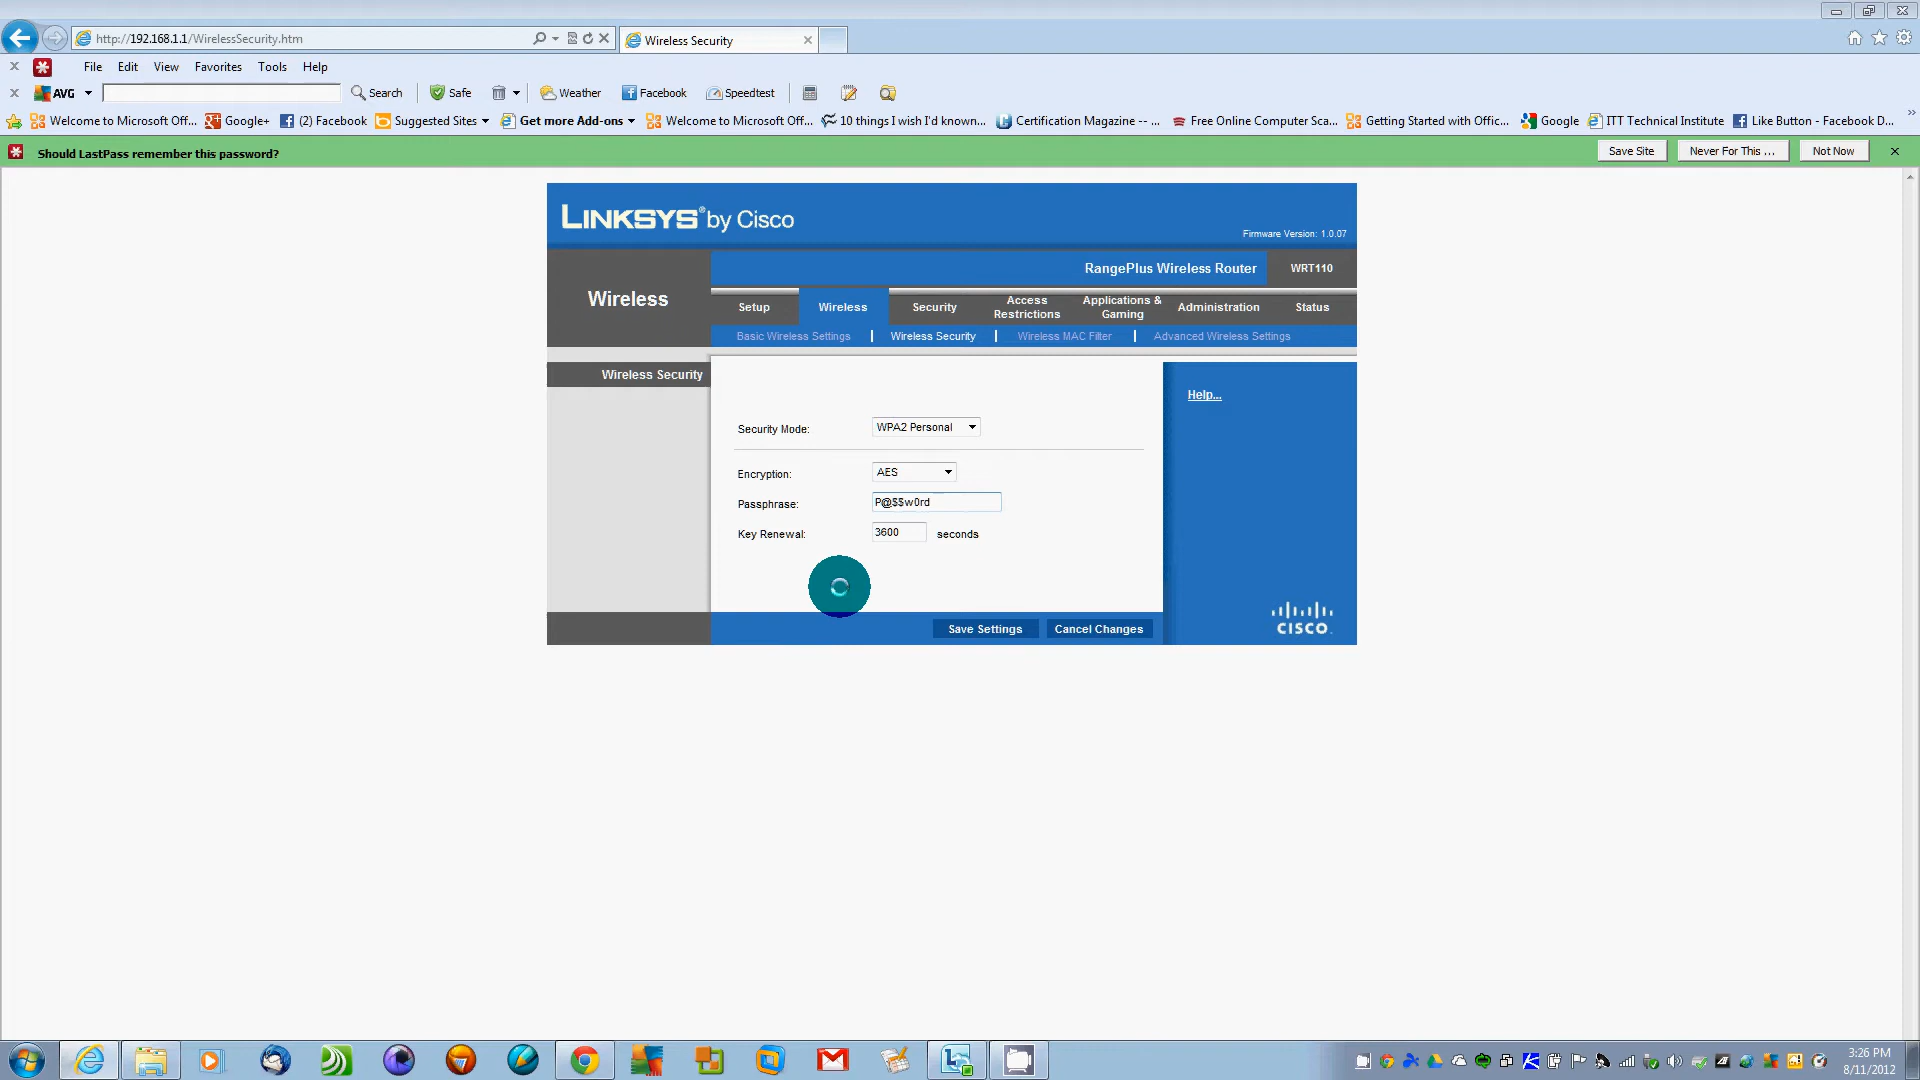 http://192.168.1.1/WirelessSecurity.htm
Wireless Security
File Edit View Favorites Tools Help
AVG Search Safe Weather Facebook Speedtest
Welcome to Microsoft Off... Google+ (2) Facebook Suggested Sites Get more Add-ons Welcome to Microsoft Off... 10 things I wish I'd known... Certification Magazine -- ... Free Online Computer Sca... Getting Started with Offic... Google ITT Technical Institute Like Button - Facebook D...
Should LastPass remember this password? Save Site Never For This ... Not Now
LINKSYS® by Cisco
Firmware Version: 1.0.07
RangePlus Wireless Router WRT110
Wireless
Setup Wireless Security Access Restrictions Applications & Gaming Administration Status
Basic Wireless Settings | Wireless Security | Wireless MAC Filter | Advanced Wireless Settings
Wireless Security
Help...
Security Mode: WPA2 Personal
Encryption: AES
Passphrase: P@$$w0rd
Key Renewal: 3600 seconds
Save Settings Cancel Changes
CISCO
3:26 PM
8/11/2012